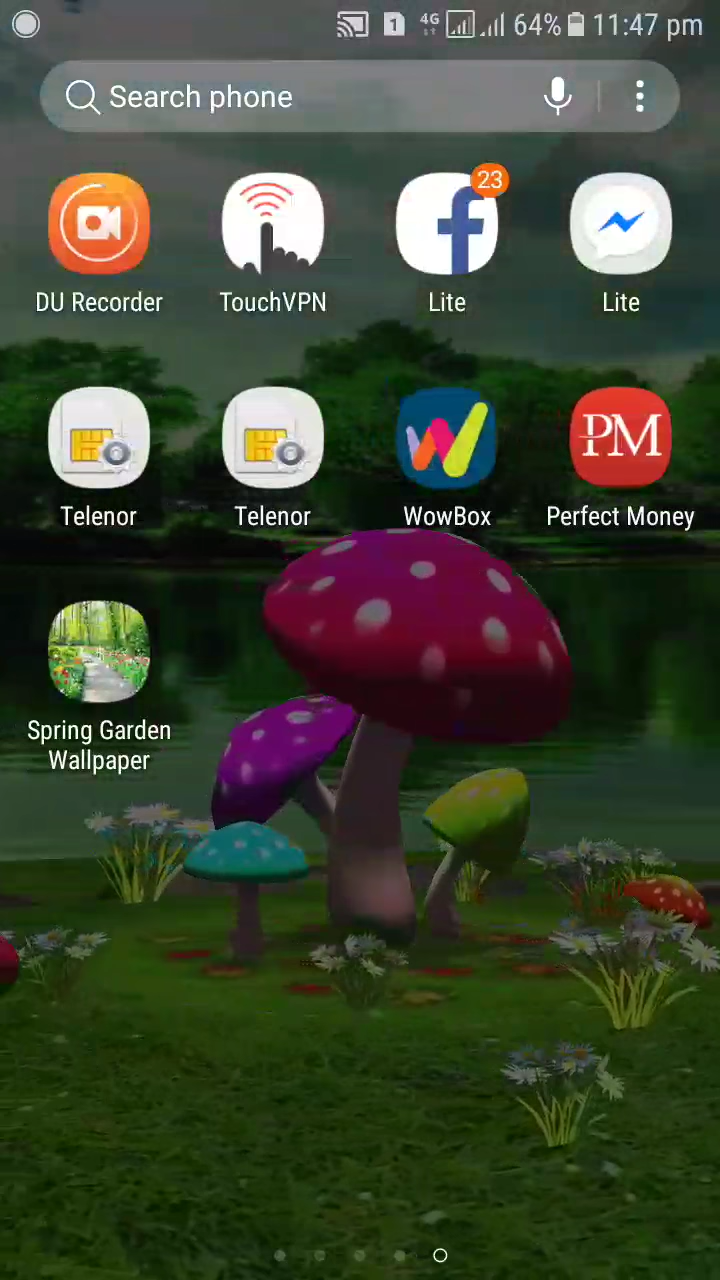 1 4G 64% 11:47 pm
Search phone
23
DU Recorder TouchVPN Lite Lite
PM
Telenor Telenor WowBox Perfect Money
Spring Garden
Wallpaper